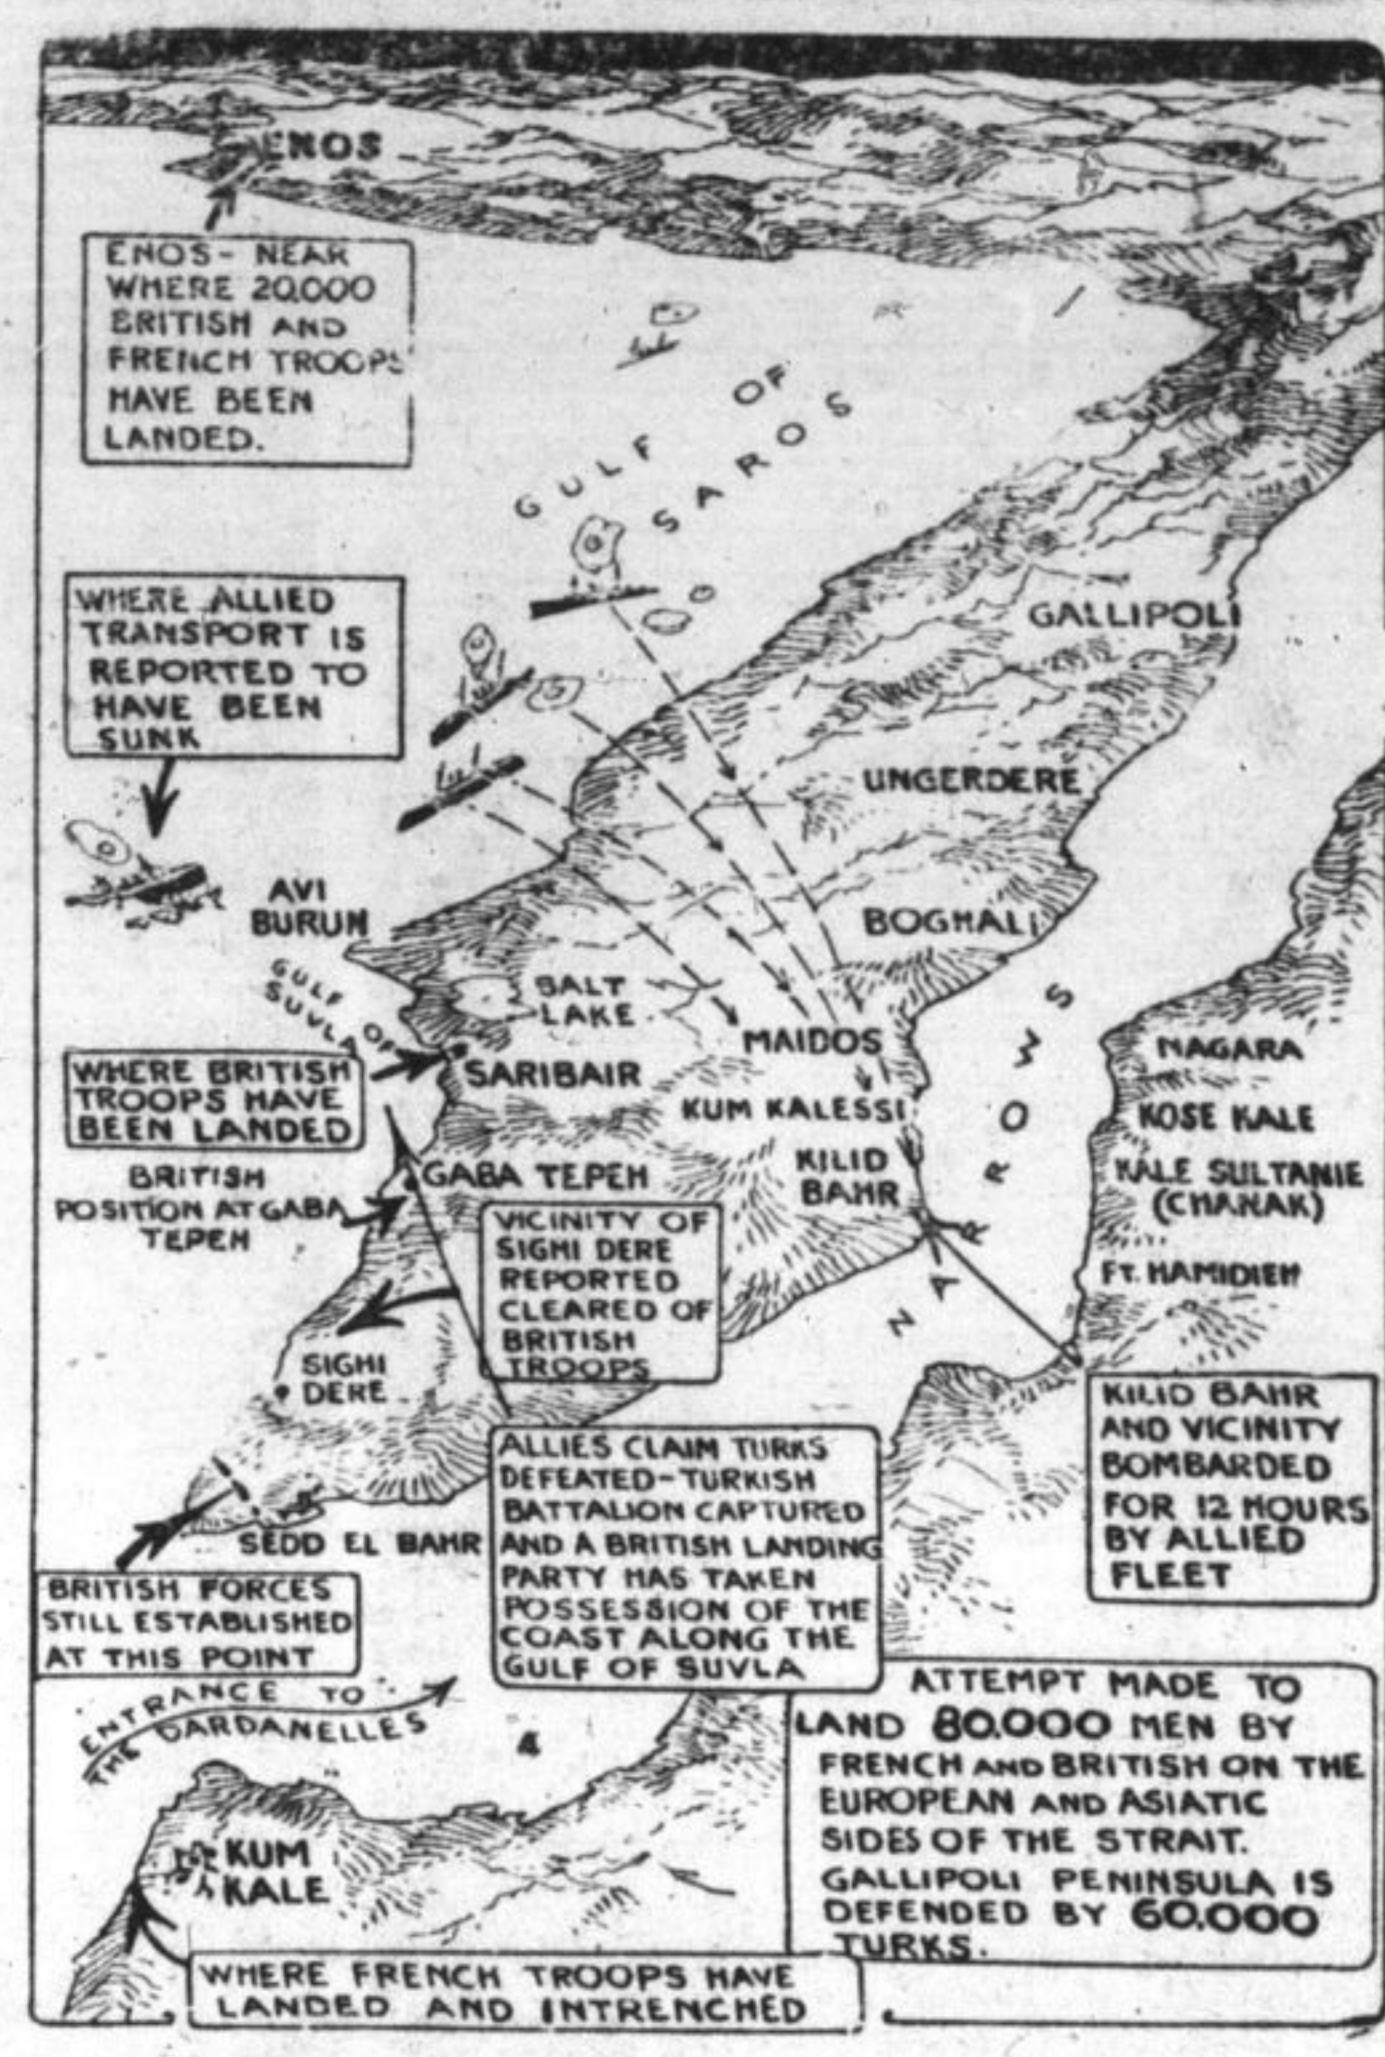 ENOS
ENOS- NEAR
WHERE 20,000
BRITISH AND
FRENCH TROOPS
HAVE BEEN
LANDED.
GULF OF
SAROS
WHERE ALLIED
TRANSPORT IS
REPORTED TO
HAVE BEEN
SUNK
GALLIPOLI
UNGERDERE
AVI
BURUN
BOGHALI
GULF OF
SUVLA
SALT
LAKE
MAIDOS
NARROWS
NAGARA
WHERE BRITISH
TROOPS HAVE
BEEN LANDED
SARIBAIR
KUM KALESSI
KOSE KALE
BRITISH
POSITION AT GABA
TEPEH
GABA TEPEH
KILID
BAHR
KALE SULTANIE
(CHANAK)
VICINITY OF
SIGHI DERE
REPORTED
CLEARED OF
BRITISH
TROOPS
FT. HAMIDIEH
SIGHI
DERE
KILID BAHR
AND VICINITY
BOMBARDED
FOR 12 HOURS
BY ALLIED
FLEET
ALLIES CLAIM TURKS
DEFEATED-TURKISH
BATTALION CAPTURED
AND A BRITISH LANDING
PARTY HAS TAKEN
POSSESSION OF THE
COAST ALONG THE
GULF OF SUVLA
SEDD EL BAHR
BRITISH FORCES
STILL ESTABLISHED
AT THIS POINT
ENTRANCE TO
THE DARDANELLES
4
ATTEMPT MADE TO
LAND 80,000 MEN BY
FRENCH AND BRITISH ON THE
EUROPEAN AND ASIATIC
SIDES OF THE STRAIT.
GALLIPOLI PENINSULA IS
DEFENDED BY 60,000
TURKS.
KUM
KALE
WHERE FRENCH TROOPS HAVE
LANDED AND INTRENCHED